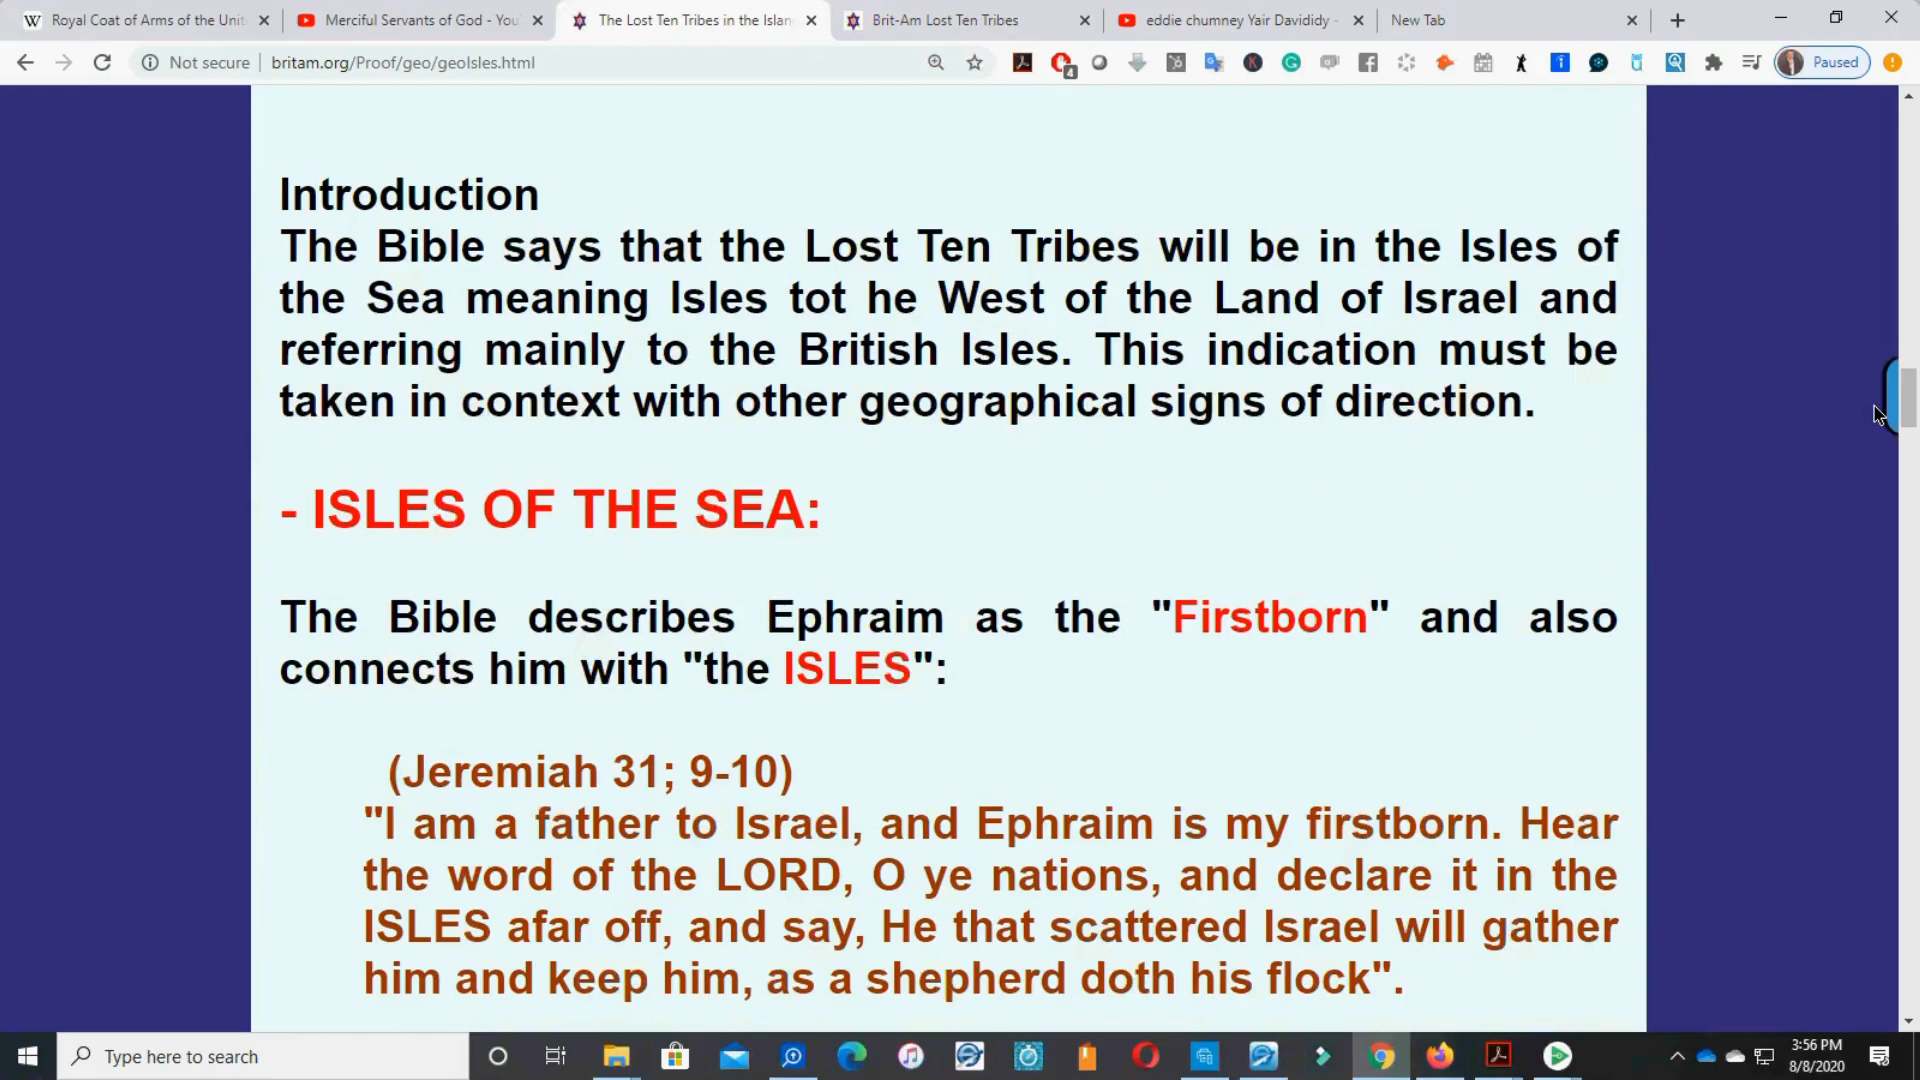 Royal Coat of Arms of the Unit
Merciful Servants of God - You
The Lost Ten Tribes in the Islan
Brit-Am Lost Ten Tribes
eddie chumney Yair Davididy -
New Tab
Not secure
britam.org/Proof/geo/geoIsles.html
4
Paused
Introduction
The Bible says that the Lost Ten Tribes will be in the Isles of
the Sea meaning Isles tot he West of the Land of Israel and
referring mainly to the British Isles. This indication must be
taken in context with other geographical signs of direction.
- ISLES OF THE SEA:
The Bible describes Ephraim as the "Firstborn" and also
connects him with "the ISLES":
(Jeremiah 31; 9-10)
"I am a father to Israel, and Ephraim is my firstborn. Hear
the word of the LORD, O ye nations, and declare it in the
ISLES afar off, and say, He that scattered Israel will gather
him and keep him, as a shepherd doth his flock".
Type here to search
3:56 PM
8/8/2020